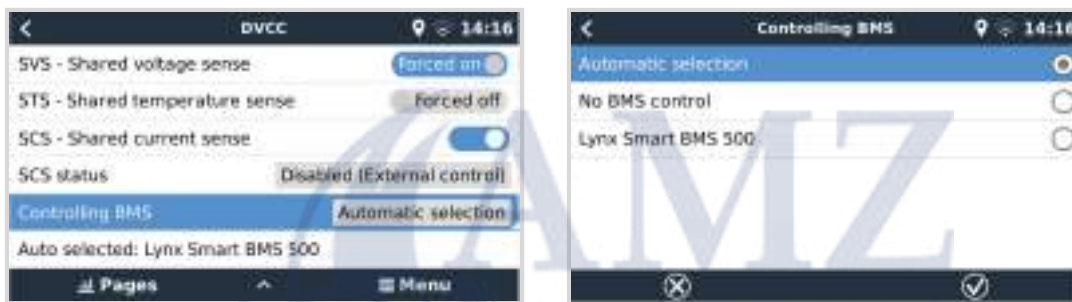 DVCC 14:16
SVS - Shared voltage sense Forced on
STS - Shared temperature sense Forced off
SCS - Shared current sense
SCS status Disabled (External control)
Controlling BMS Automatic selection
Auto selected: Lynx Smart BMS 500
Pages Menu
Controlling BMS 14:16
Automatic selection
No BMS control
Lynx Smart BMS 500
AMZ